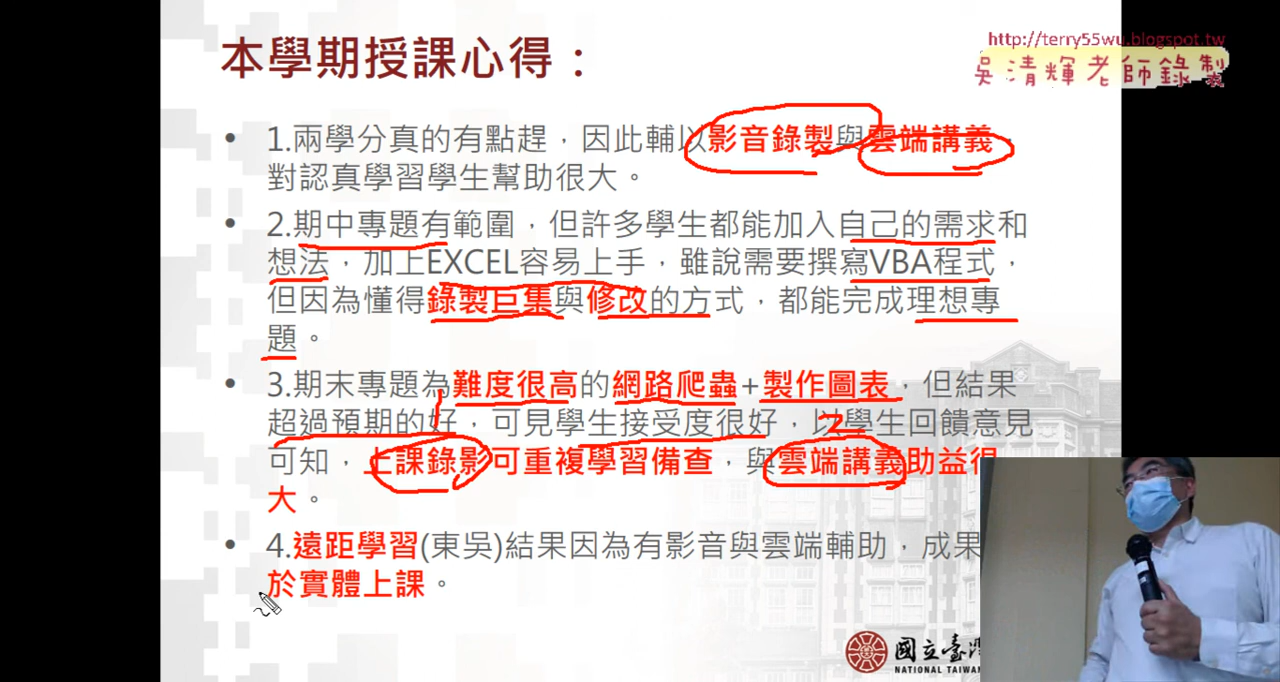 http://terry55wu.blogspot.tw
吳清輝老師錄製
本學期授課心得：
• 1.兩學分真的有點趕，因此輔以影音錄製與雲端講義
對認真學習學生幫助很大。
• 2.期中專題有範圍，但許多學生都能加入自己的需求和
想法，加上EXCEL容易上手，雖說需要撰寫VBA程式，
但因為懂得錄製巨集與修改的方式，都能完成理想專
題。
• 3.期末專題為難度很高的網路爬蟲+製作圖表，但結果
超過預期的好，可見學生接受度很好，以學生回饋意見
可知，上課錄影可重複學習備查，與雲端講義助益很
大。
• 4.遠距學習(東吳)結果因為有影音與雲端輔助，成果
於實體上課。
國立臺灣
NATIONAL TAIWAN